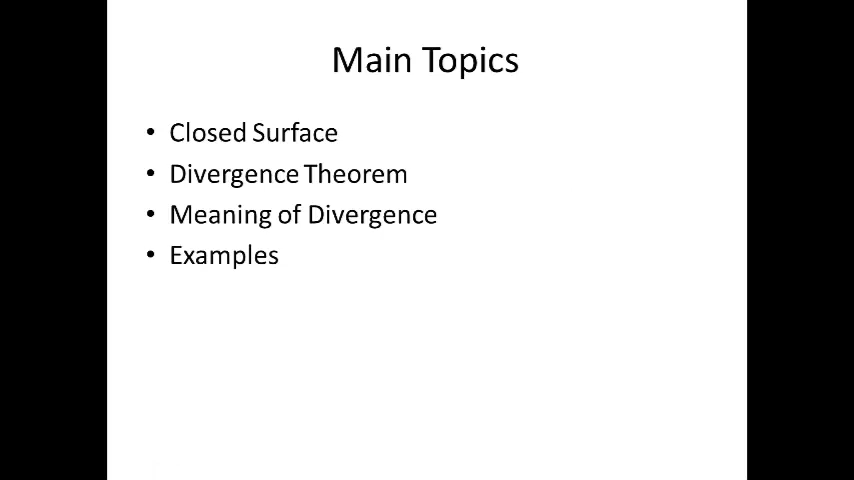 Main Topics
• Closed Surface
• Divergence Theorem
• Meaning of Divergence
• Examples